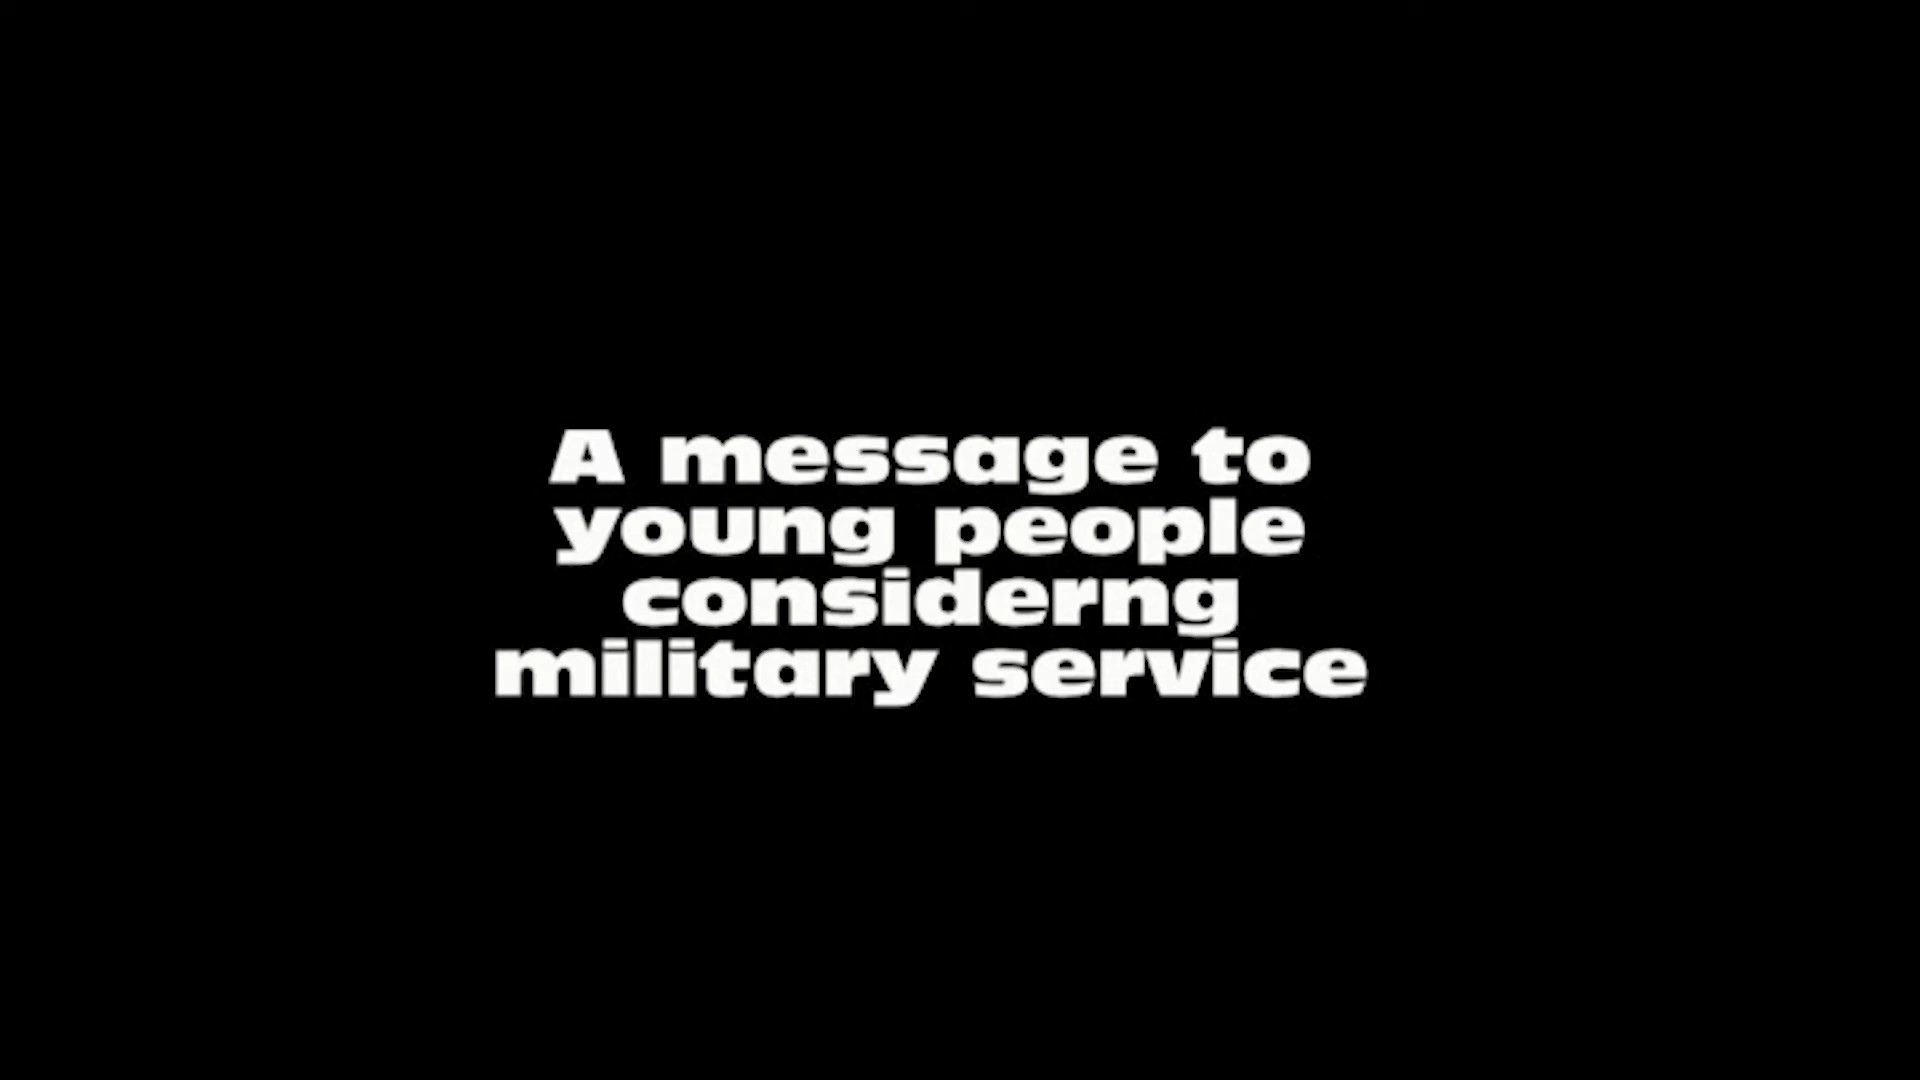 A message to
young people
considerng
military service